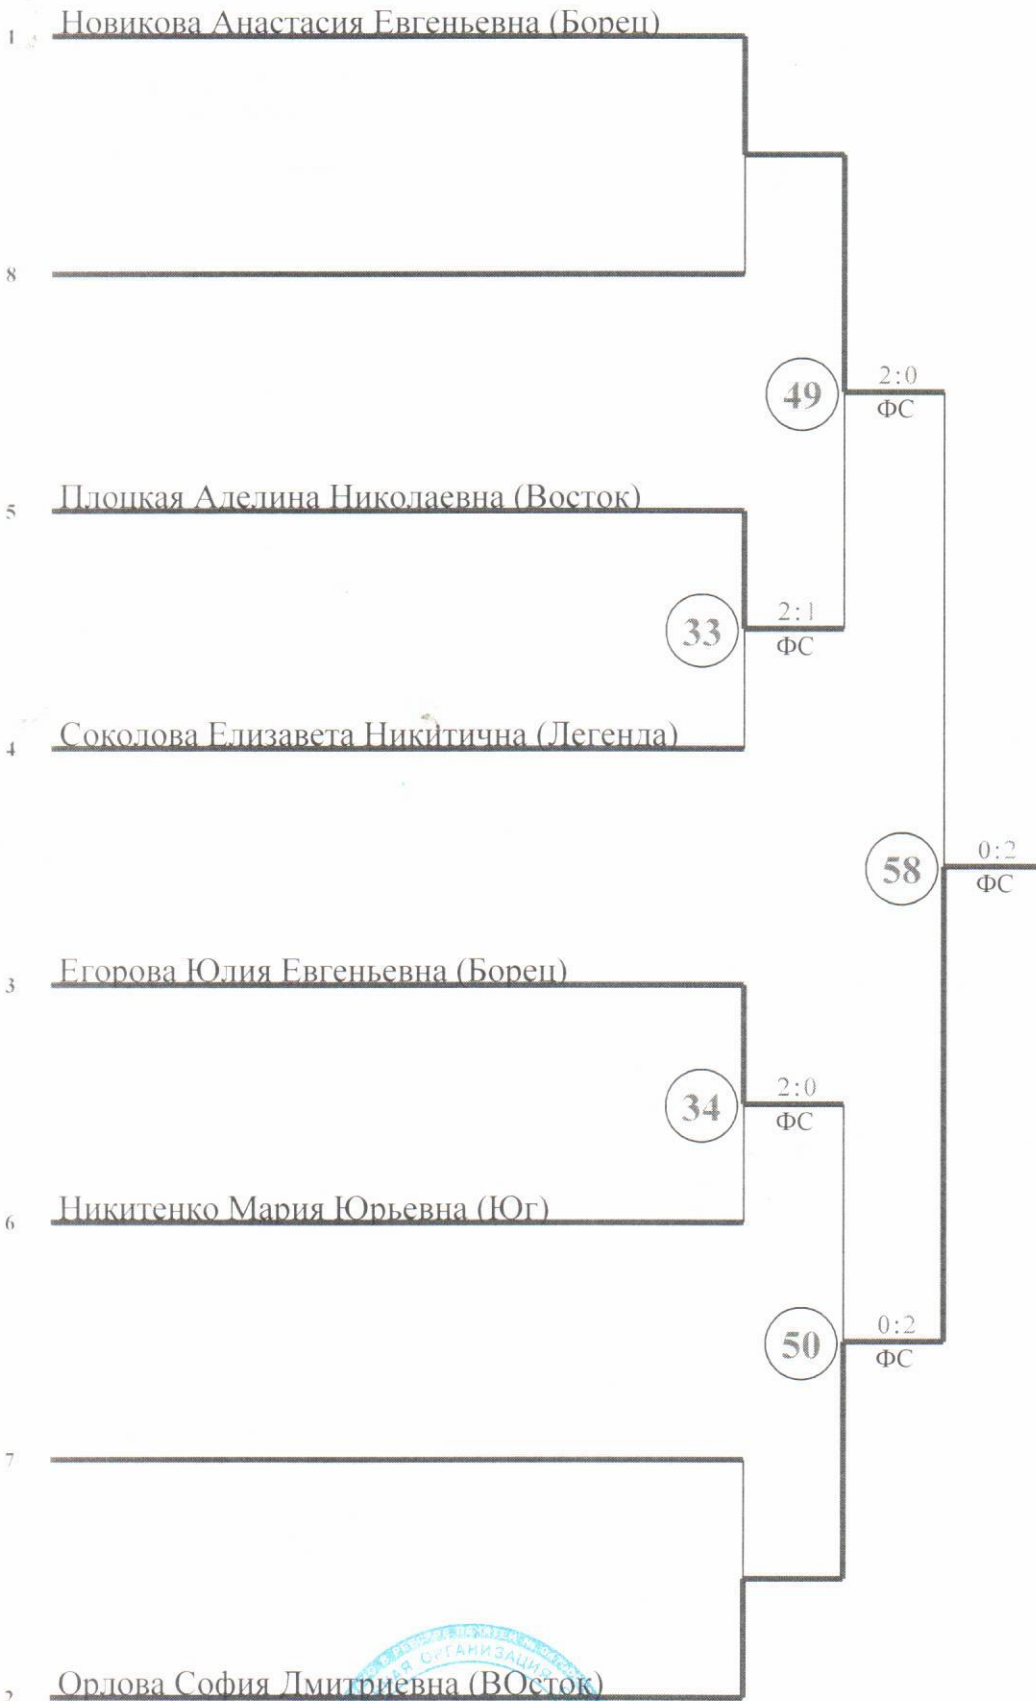 1 Новикова Анастасия Евгеньевна (Борец)
8
49 2:0
ФС
5 Плоцкая Аделина Николаевна (Восток)
33 2:1
ФС
4 Соколова Елизавета Никитична (Легенда)
58 0:2
ФС
3 Егорова Юлия Евгеньевна (Борец)
34 2:0
ФС
6 Никитенко Мария Юрьевна (Юг)
50 0:2
ФС
7
ОРГАНИЗАЦИЯ
2 Орлова София Дмитриевна (ВОсток)